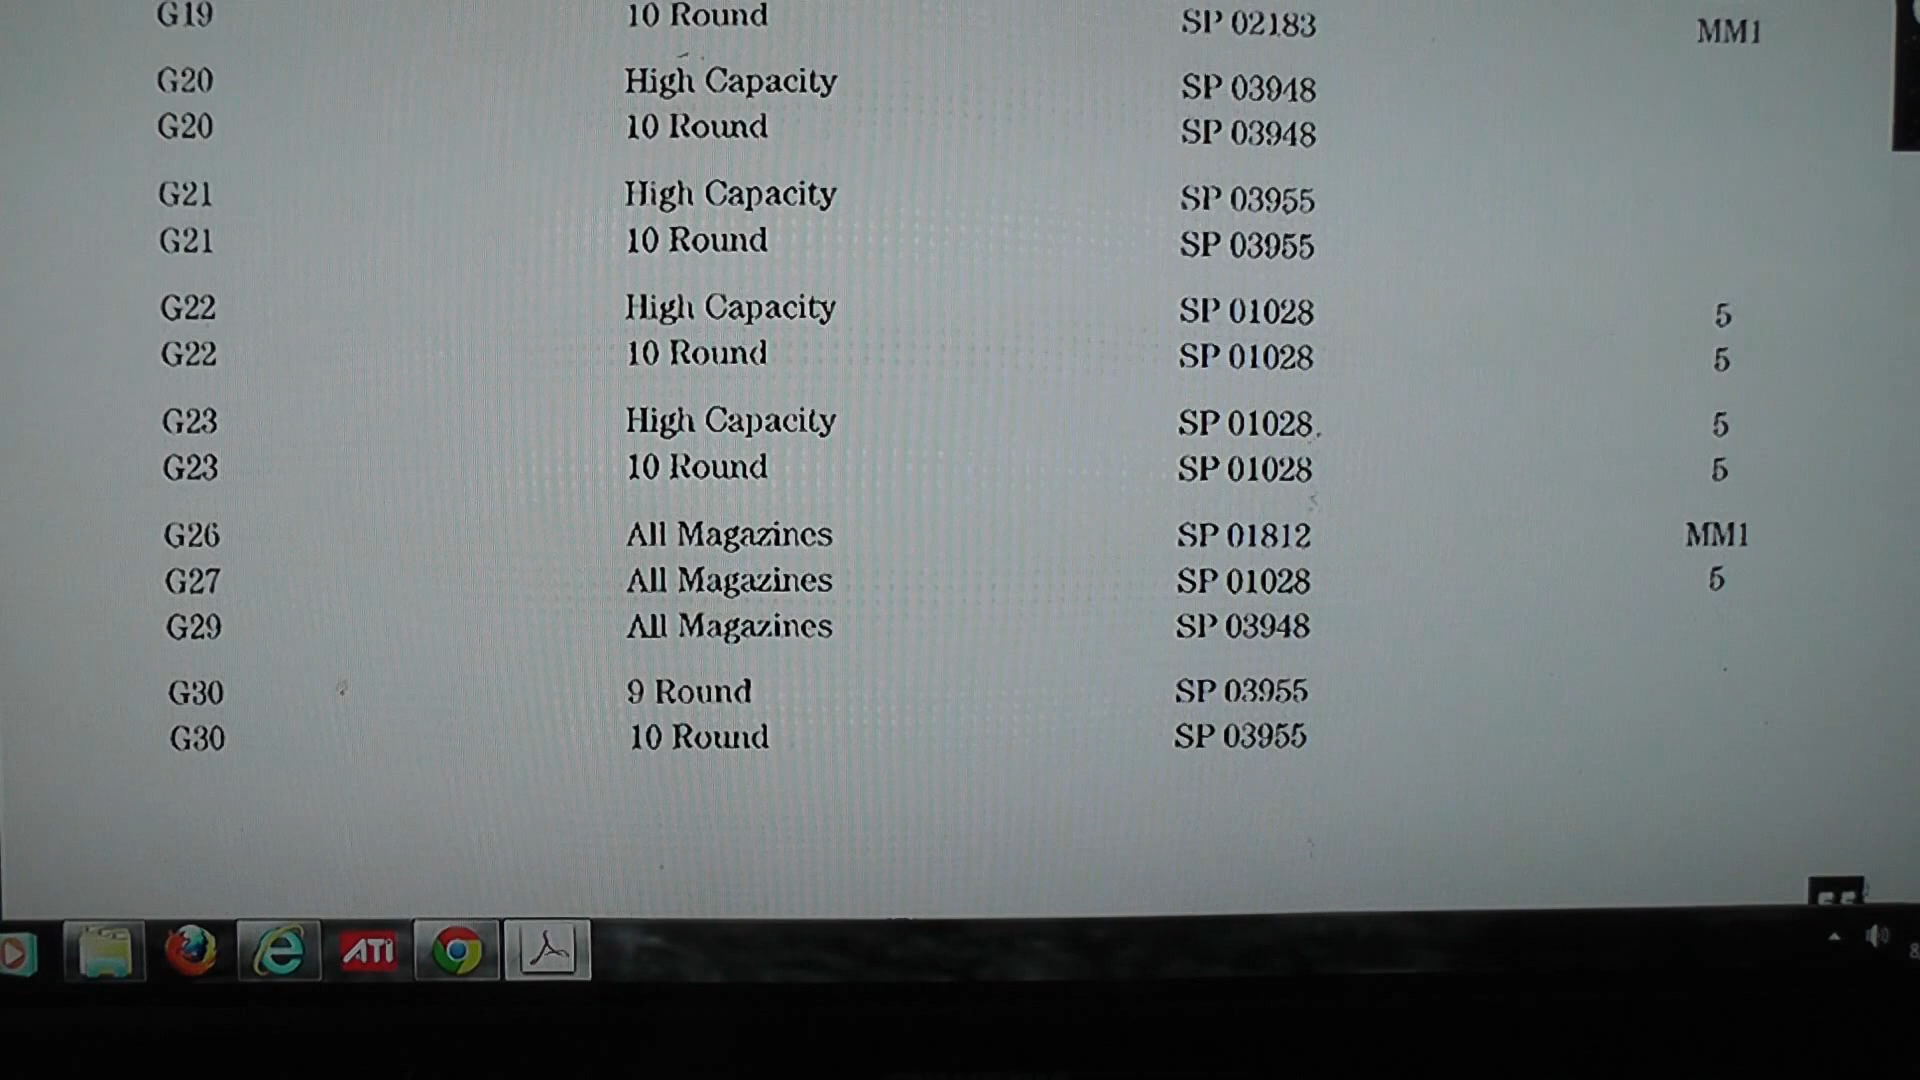 G19 10 Round SP 02183 MM1
G20 High Capacity SP 03948
G20 10 Round SP 03948
G21 High Capacity SP 03955
G21 10 Round SP 03955
G22 High Capacity SP 01028 5
G22 10 Round SP 01028 5
G23 High Capacity SP 01028 5
G23 10 Round SP 01028 5
G26 All Magazines SP 01812 MM1
G27 All Magazines SP 01028 5
G29 All Magazines SP 03948
G30 9 Round SP 03955
G30 10 Round SP 03955
ATI